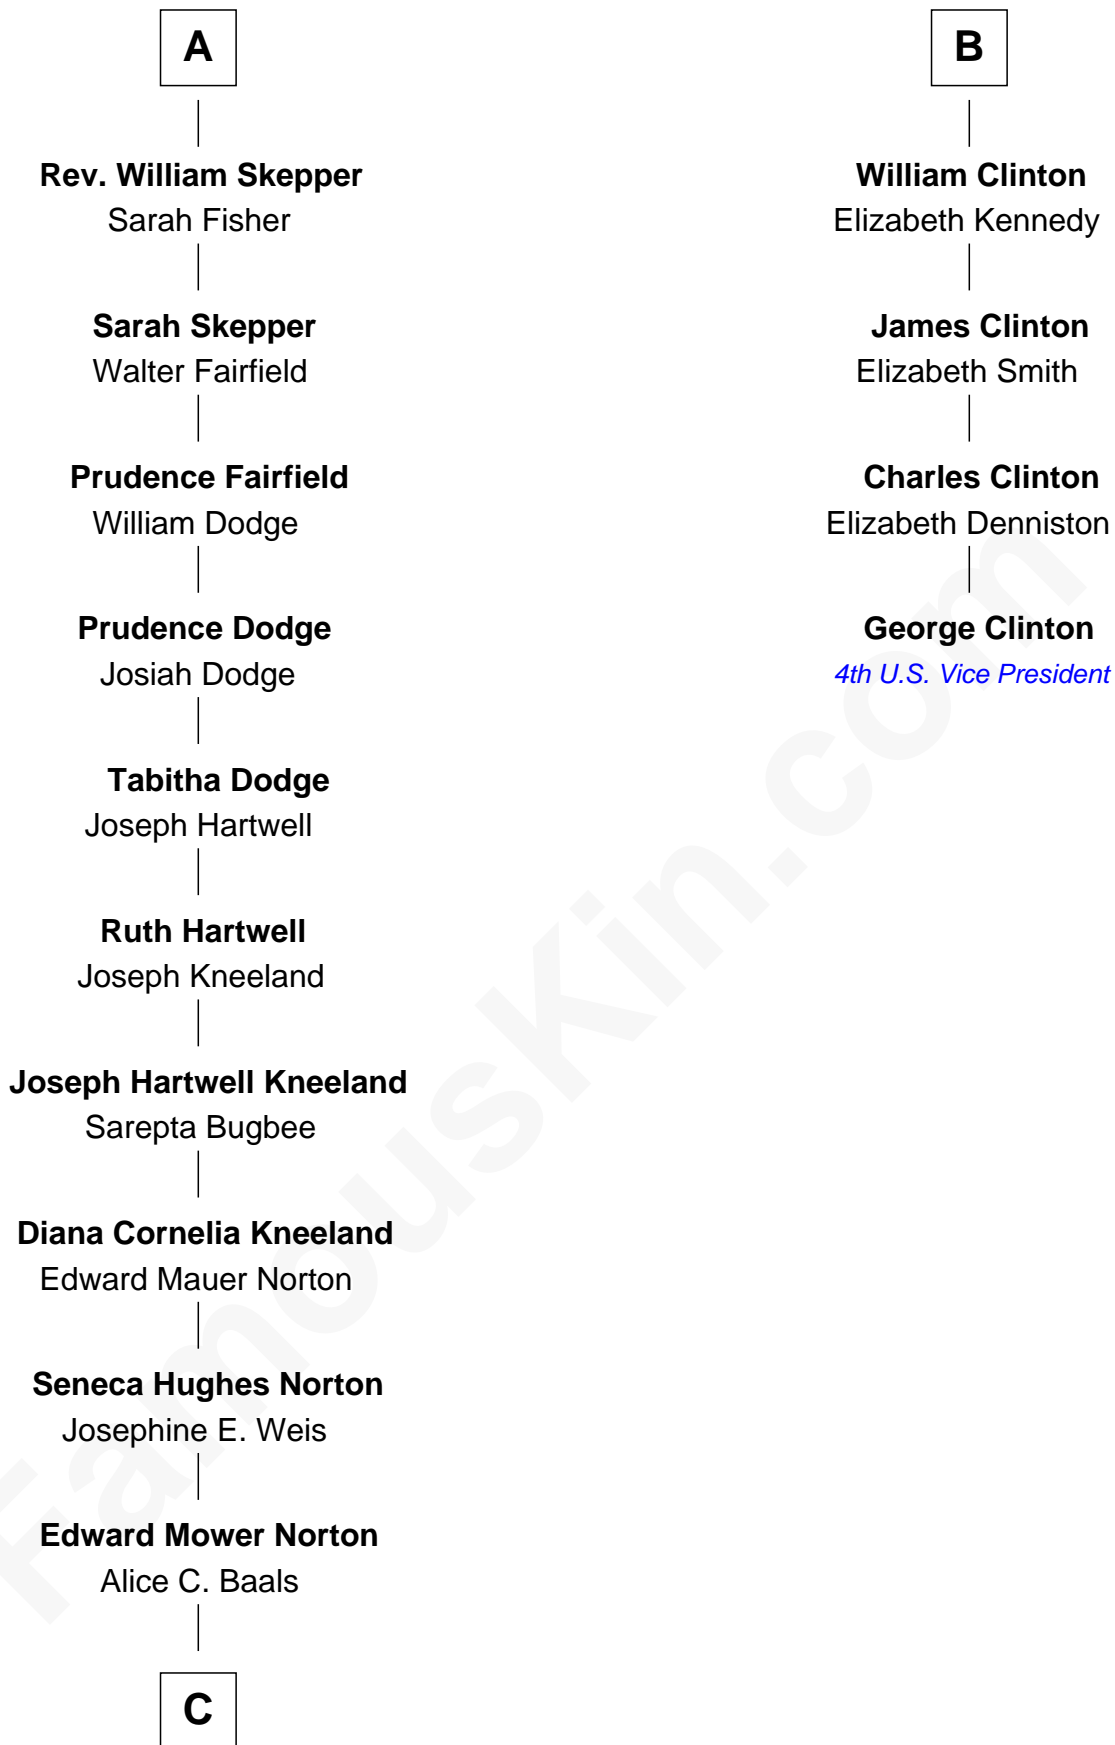 A
Rev. William Skepper
Sarah Fisher
Sarah Skepper
Walter Fairfield
Prudence Fairfield
William Dodge
Prudence Dodge
Josiah Dodge
Tabitha Dodge
Joseph Hartwell
Ruth Hartwell
Joseph Kneeland
Joseph Hartwell Kneeland
Sarepta Bugbee
Diana Cornelia Kneeland
Edward Mauer Norton
Seneca Hughes Norton
Josephine E. Weis
Edward Mower Norton
Alice C. Baals
C
B
William Clinton
Elizabeth Kennedy
James Clinton
Elizabeth Smith
Charles Clinton
Elizabeth Denniston
George Clinton
4th U.S. Vice President
FamousKin.com